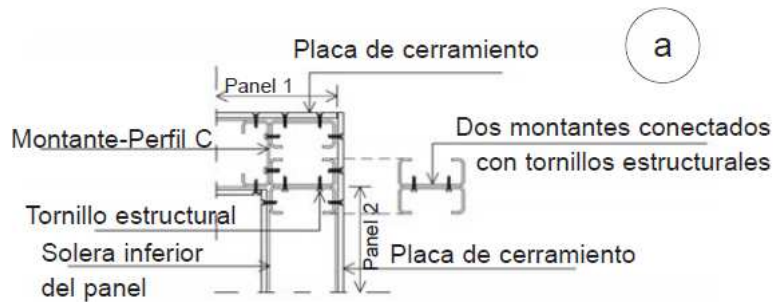 a
Placa de cerramiento
Panel 1
Montante-Perfil C
Dos montantes conectados
con tornillos estructurales
Tornillo estructural
Solera inferior
del panel
Panel 2
Placa de cerramiento